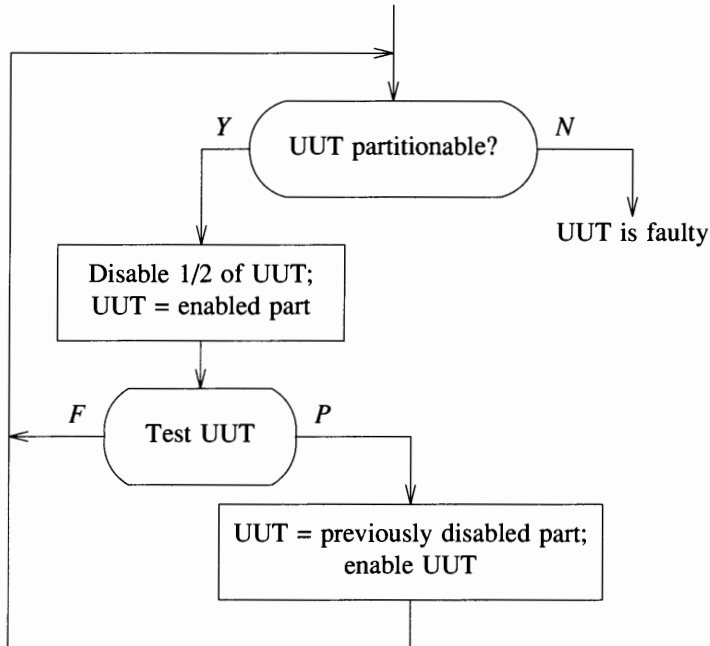 Y
UUT partitionable?
N
UUT is faulty
Disable 1/2 of UUT;
UUT = enabled part
F
Test UUT
P
UUT = previously disabled part;
enable UUT